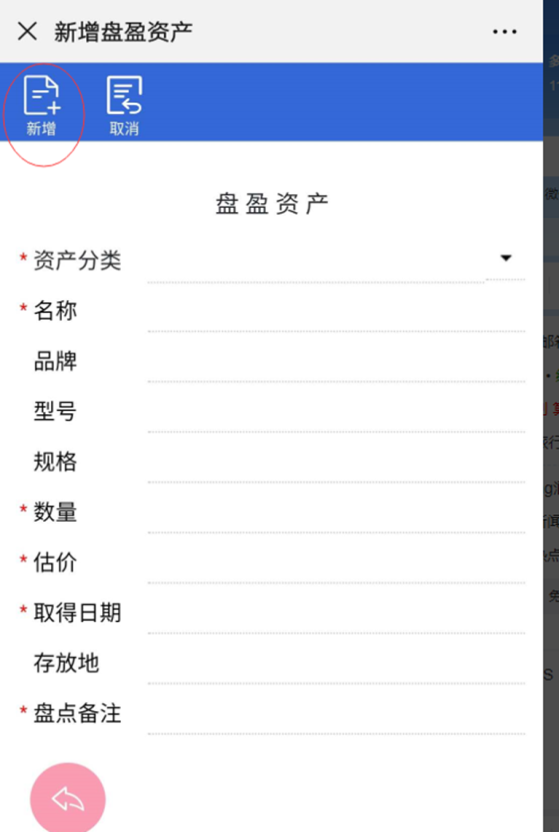 新增盘盈资产
新增 取消
盘盈资产
* 资产分类
* 名称
品牌
型号
规格
* 数量
* 估价
* 取得日期
存放地
* 盘点备注